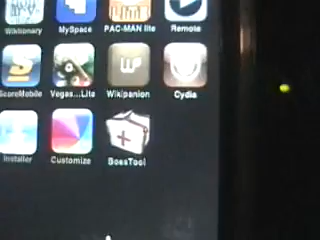 Wiktionary MySpace PAC-MAN lite Remote
ScoreMobile Vegas...Lite Wikipanion Cydia
Installer Customize BossTool